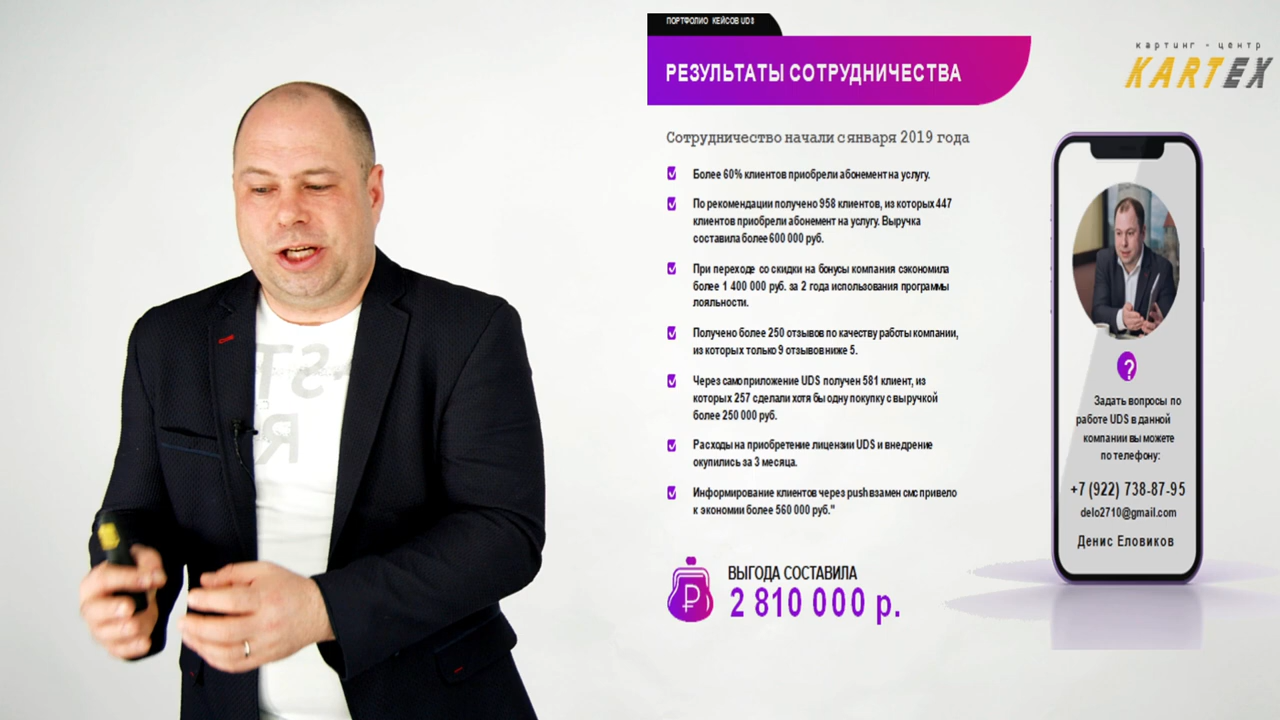 ПОРТФОЛИО КЕЙСОВ UDS
РЕЗУЛЬТАТЫ СОТРУДНИЧЕСТВА
картинг - центр
KARTEX
Сотрудничество начали с января 2019 года
Более 60% клиентов приобрели абонемент на услугу.
По рекомендации получено 958 клиентов, из которых 447
клиентов приобрели абонемент на услугу. Выручка
составила более 600 000 руб.
При переходе со скидки на бонусы компания сэкономила
более 1 400 000 руб. за 2 года использования программы
лояльности.
Получено более 250 отзывов по качеству работы компании,
из которых только 9 отзывов ниже 5.
Через само приложение UDS получен 581 клиент, из
которых 257 сделали хотя бы одну покупку с выручкой
более 250 000 руб.
Расходы на приобретение лицензии UDS и внедрение
окупились за 3 месяца.
Информирование клиентов через push взамен смс привело
к экономии более 560 000 руб."
ВЫГОДА СОСТАВИЛА
2 810 000 р.
?
Задать вопросы по
работе UDS в данной
компании вы можете
по телефону:
+7 (922) 738-87-95
delo2710@gmail.com
Денис Еловиков